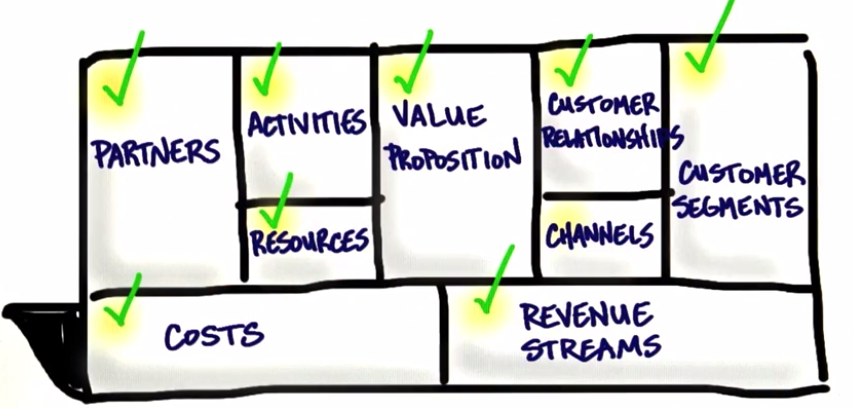 PARTNERS
ACTIVITIES
RESOURCES
VALUE
PROPOSITION
CUSTOMER
RELATIONSHIPS
CHANNELS
CUSTOMER
SEGMENTS
COSTS
REVENUE
STREAMS